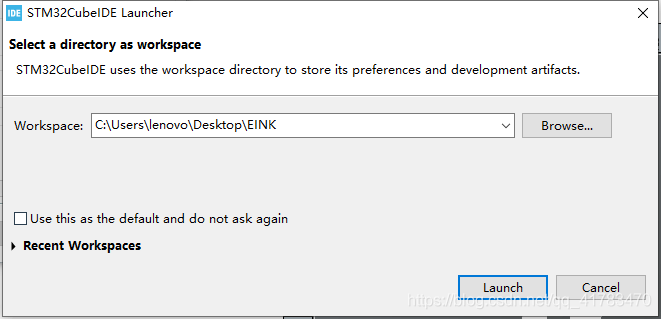 IDE STM32CubeIDE Launcher
Select a directory as workspace
STM32CubeIDE uses the workspace directory to store its preferences and development artifacts.
Workspace: C:\Users\lenovo\Desktop\EINK Browse...
Use this as the default and do not ask again
Recent Workspaces
Launch Cancel
https://blog.csdn.net/qq_41783470